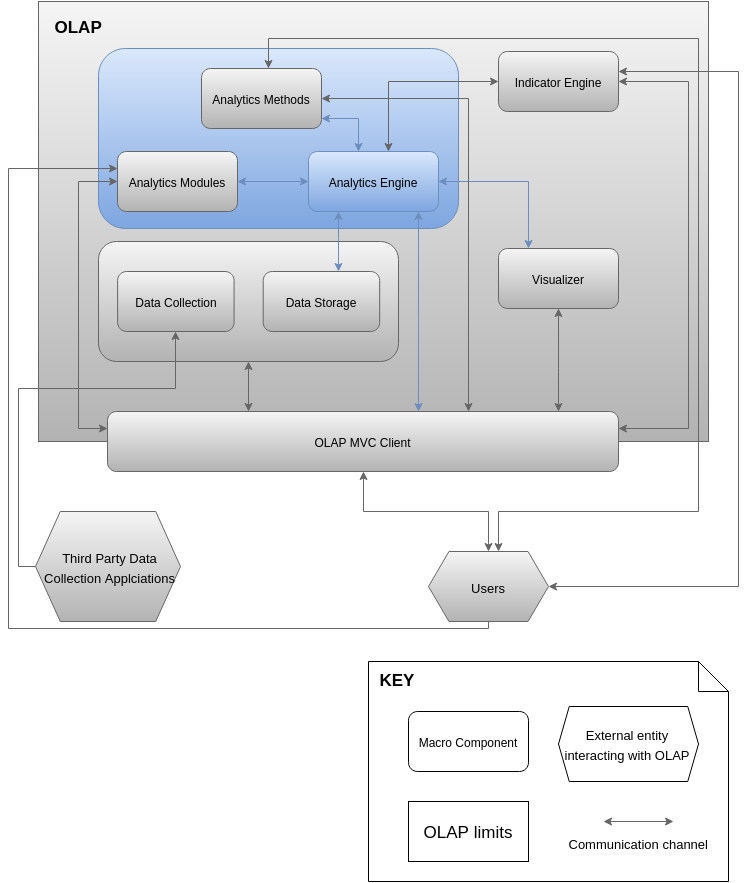 OLAP
Analytics Methods
Indicator Engine
Analytics Modules
Analytics Engine
Data Collection
Data Storage
Visualizer
OLAP MVC Client
Third Party Data
Collection Applciations
Users
KEY
Macro Component
External entity
interacting with OLAP
OLAP limits
Communication channel